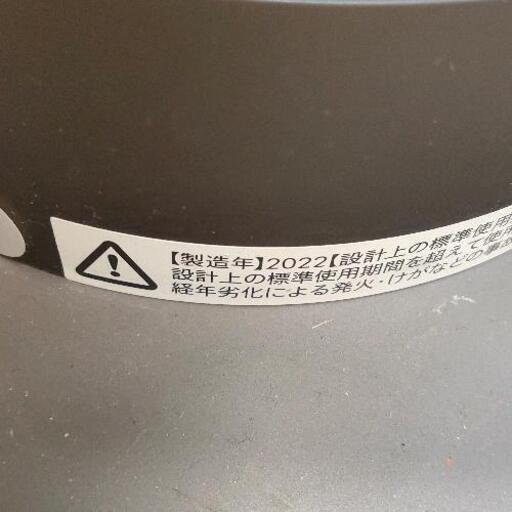 【製造年】2022【設計上の標準使用
設計上の標準使用期間を超えて使用
経年劣化による発火・けがなどの事故